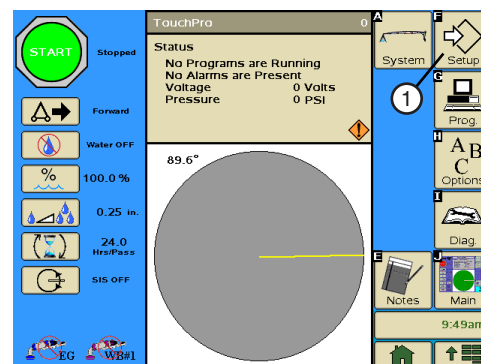 TouchPro 0
START
Stopped
Status
No Programs are Running
No Alarms are Present
Voltage 0 Volts
Pressure 0 PSI
Forward
Water OFF
%
100.0 %
0.25 in.
24.0
Hrs/Pass
SIS OFF
EG
WR#1
89.6°
A
System
F
Setup
1
G
Prog.
H
A B
C
Options
I
Diag.
E
Notes
J
Main
9:49am